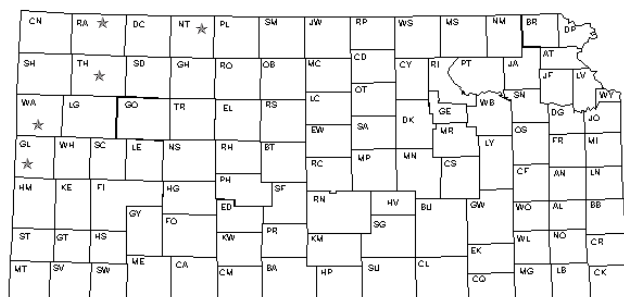 CN RA DC NT PL SM JW RP WS MS NM BR DP
SH TH SD GH RO OB MC CD CY RI PT JA AT
JF LV WY
WA LG GO TR EL RS LC OT DK GE WB SN DG JO
GL WH SC LE NS RH BT EW SA MR LY OS FR MI
HM KE FI HG PH SF RC MP MN CS CF AN LN
GY FO ED RN HV BU GW WO AL BB
ST GT HS KW PR KM SG EK WL NO CR
MT SV SW ME CA CM BA HP SU CL CQ MG LB CK